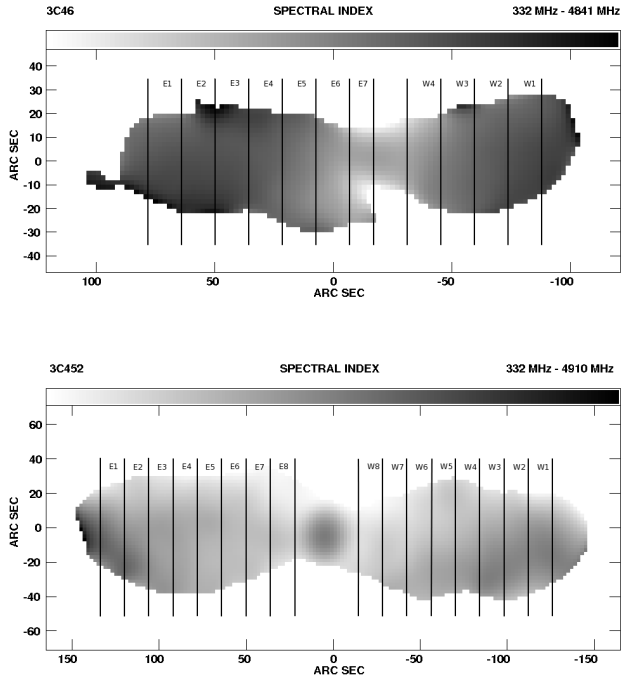 3C46 SPECTRAL INDEX 332 MHz - 4841 MHz
40
E1 E2 E3 E4 E5 E6 E7 W4 W3 W2 W1
20
ARC SEC
0
-10
-20
-30
-40
100 50 0 -50 -100
ARC SEC
3C452 SPECTRAL INDEX 332 MHz - 4910 MHz
60
40
E1 E2 E3 E4 E5 E6 E7 E8 W8 W7 W6 W5 W4 W3 W2 W1
20
ARC SEC
0
-20
-40
-60
150 100 50 0 -50 -100 -150
ARC SEC